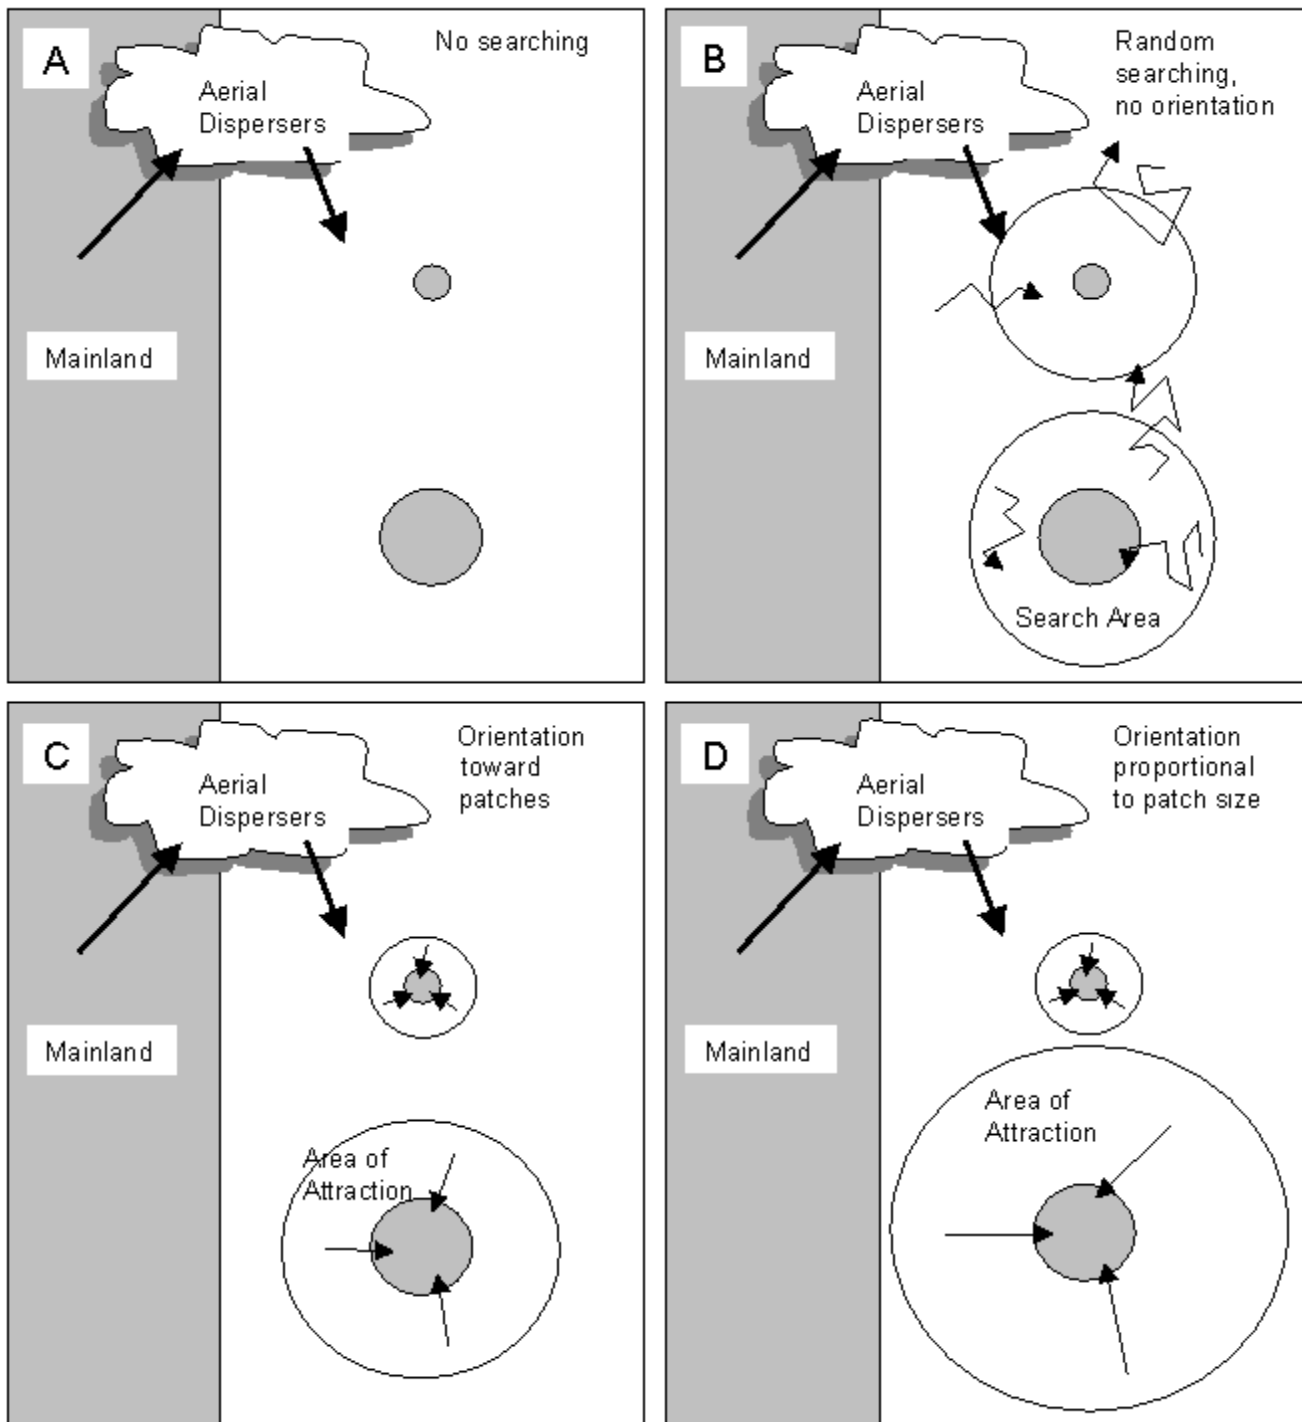 A
No searching
Aerial
Dispersers
Mainland
B
Random
searching,
no orientation
Aerial
Dispersers
Mainland
Search Area
C
Orientation
toward
patches
Aerial
Dispersers
Mainland
Area of
Attraction
D
Orientation
proportional
to patch size
Aerial
Dispersers
Mainland
Area of
Attraction